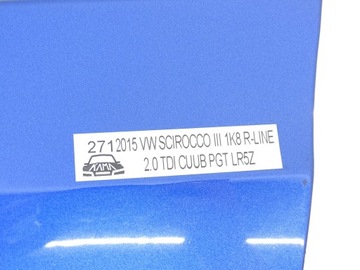 271 2015 VW SCIROCCO III 1K8 R-LINE
2.0 TDI CUUB PGT LR5Z